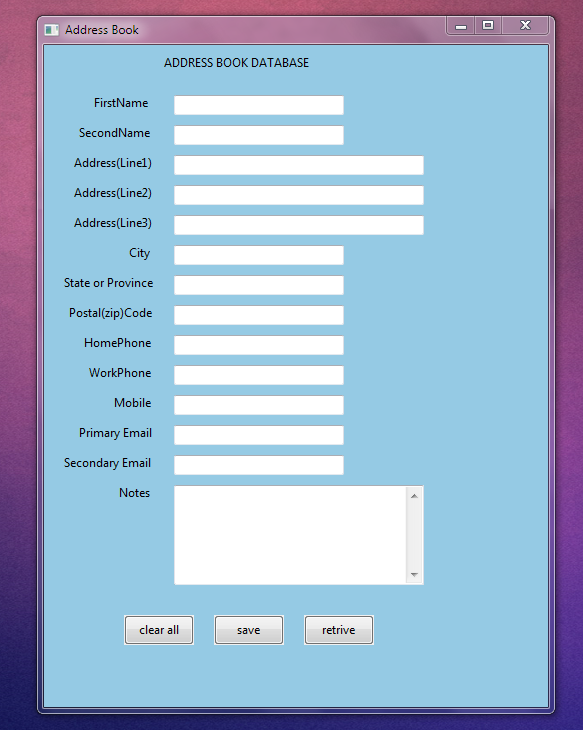 Address Book
ADDRESS BOOK DATABASE
FirstName
SecondName
Address(Line1)
Address(Line2)
Address(Line3)
City
State or Province
Postal(zip)Code
HomePhone
WorkPhone
Mobile
Primary Email
Secondary Email
Notes
clear all save retrive